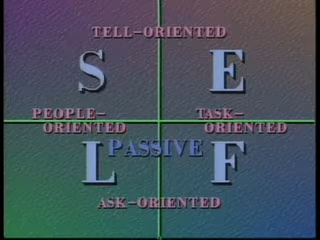 TELL-ORIENTED
S E
PEOPLE-
ORIENTED
TASK-
ORIENTED
PASSIVE
L F
ASK-ORIENTED